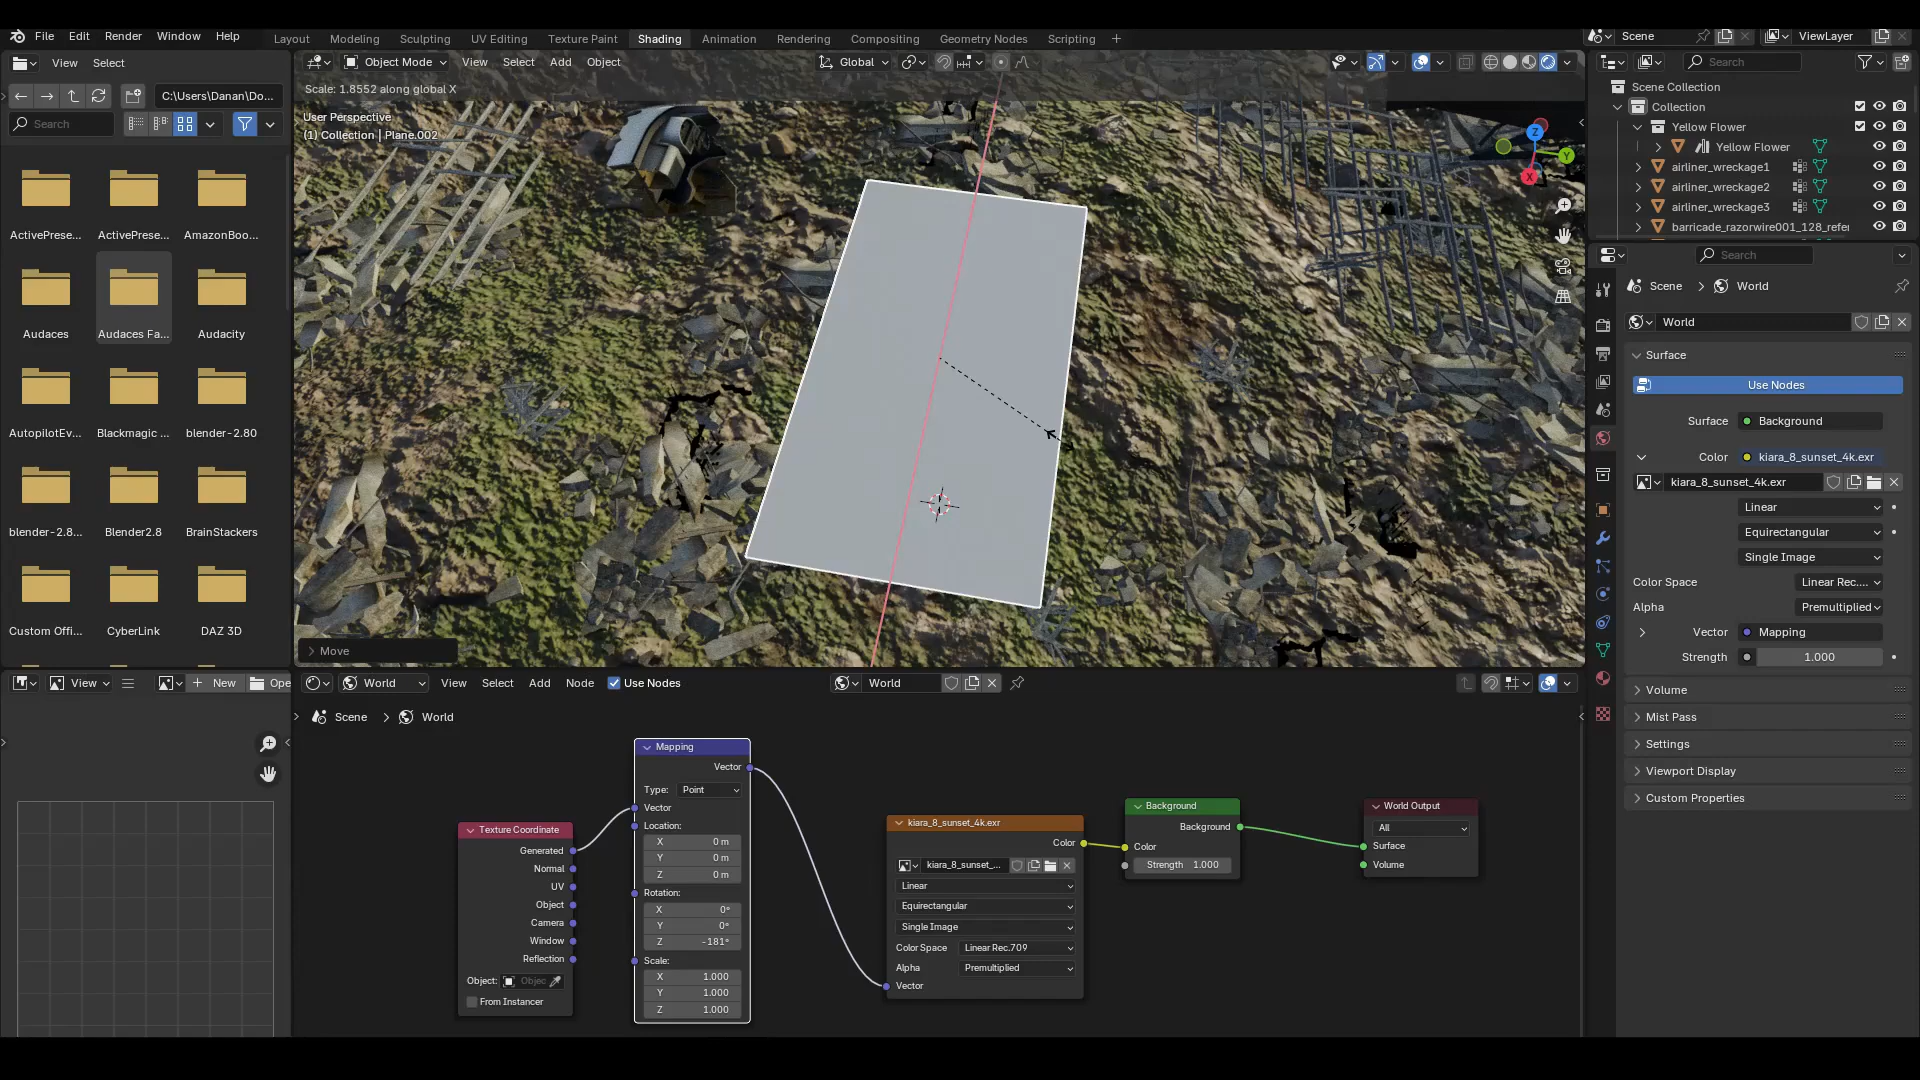 File Edit Render Window Help
Layout Modeling Sculpting UV Editing Texture Paint Shading Animation Rendering Compositing Geometry Nodes Scripting
Scene
ViewLayer
View Select
C:\Users\Danan\Do...
Search
ActivePrese... ActivePrese... AmazonBoo...
Audaces Audaces Fa... Audacity
AutopilotEv... Blackmagic ... blender-2.80
blender-2.8... Blender2.8 BrainStackers
Custom Offi... CyberLink DAZ 3D
Object Mode View Select Add Object
Global
Scale: 1.8552 along global X
User Perspective
(1) Collection | Plane.002
Z
Y
X
Move
Search
Scene Collection
Collection
Yellow Flower
Yellow Flower
airliner_wreckage1
airliner_wreckage2
airliner_wreckage3
barricade_razorwire001_128_refer
Search
Scene World
World
Surface
Use Nodes
Surface Background
Color kiara_8_sunset_4k.exr
kiara_8_sunset_4k.exr
Linear
Equirectangular
Single Image
Color Space Linear Rec....
Alpha Premultiplied
Vector Mapping
Strength 1.000
Volume
Mist Pass
Settings
Viewport Display
Custom Properties
View New Ope
World View Select Add Node Use Nodes World
Scene World
Texture Coordinate
Generated
Normal
UV
Object
Camera
Window
Reflection
Object: Objec
From Instancer
Mapping
Vector
Type: Point
Vector
Location:
X 0 m
Y 0 m
Z 0 m
Rotation:
X 0°
Y 0°
Z -181°
Scale:
X 1.000
Y 1.000
Z 1.000
kiara_8_sunset_4k.exr
Color
kiara_8_sunset_...
Linear
Equirectangular
Single Image
Color Space Linear Rec.709
Alpha Premultiplied
Vector
Background
Background
Color
Strength 1.000
World Output
All
Surface
Volume